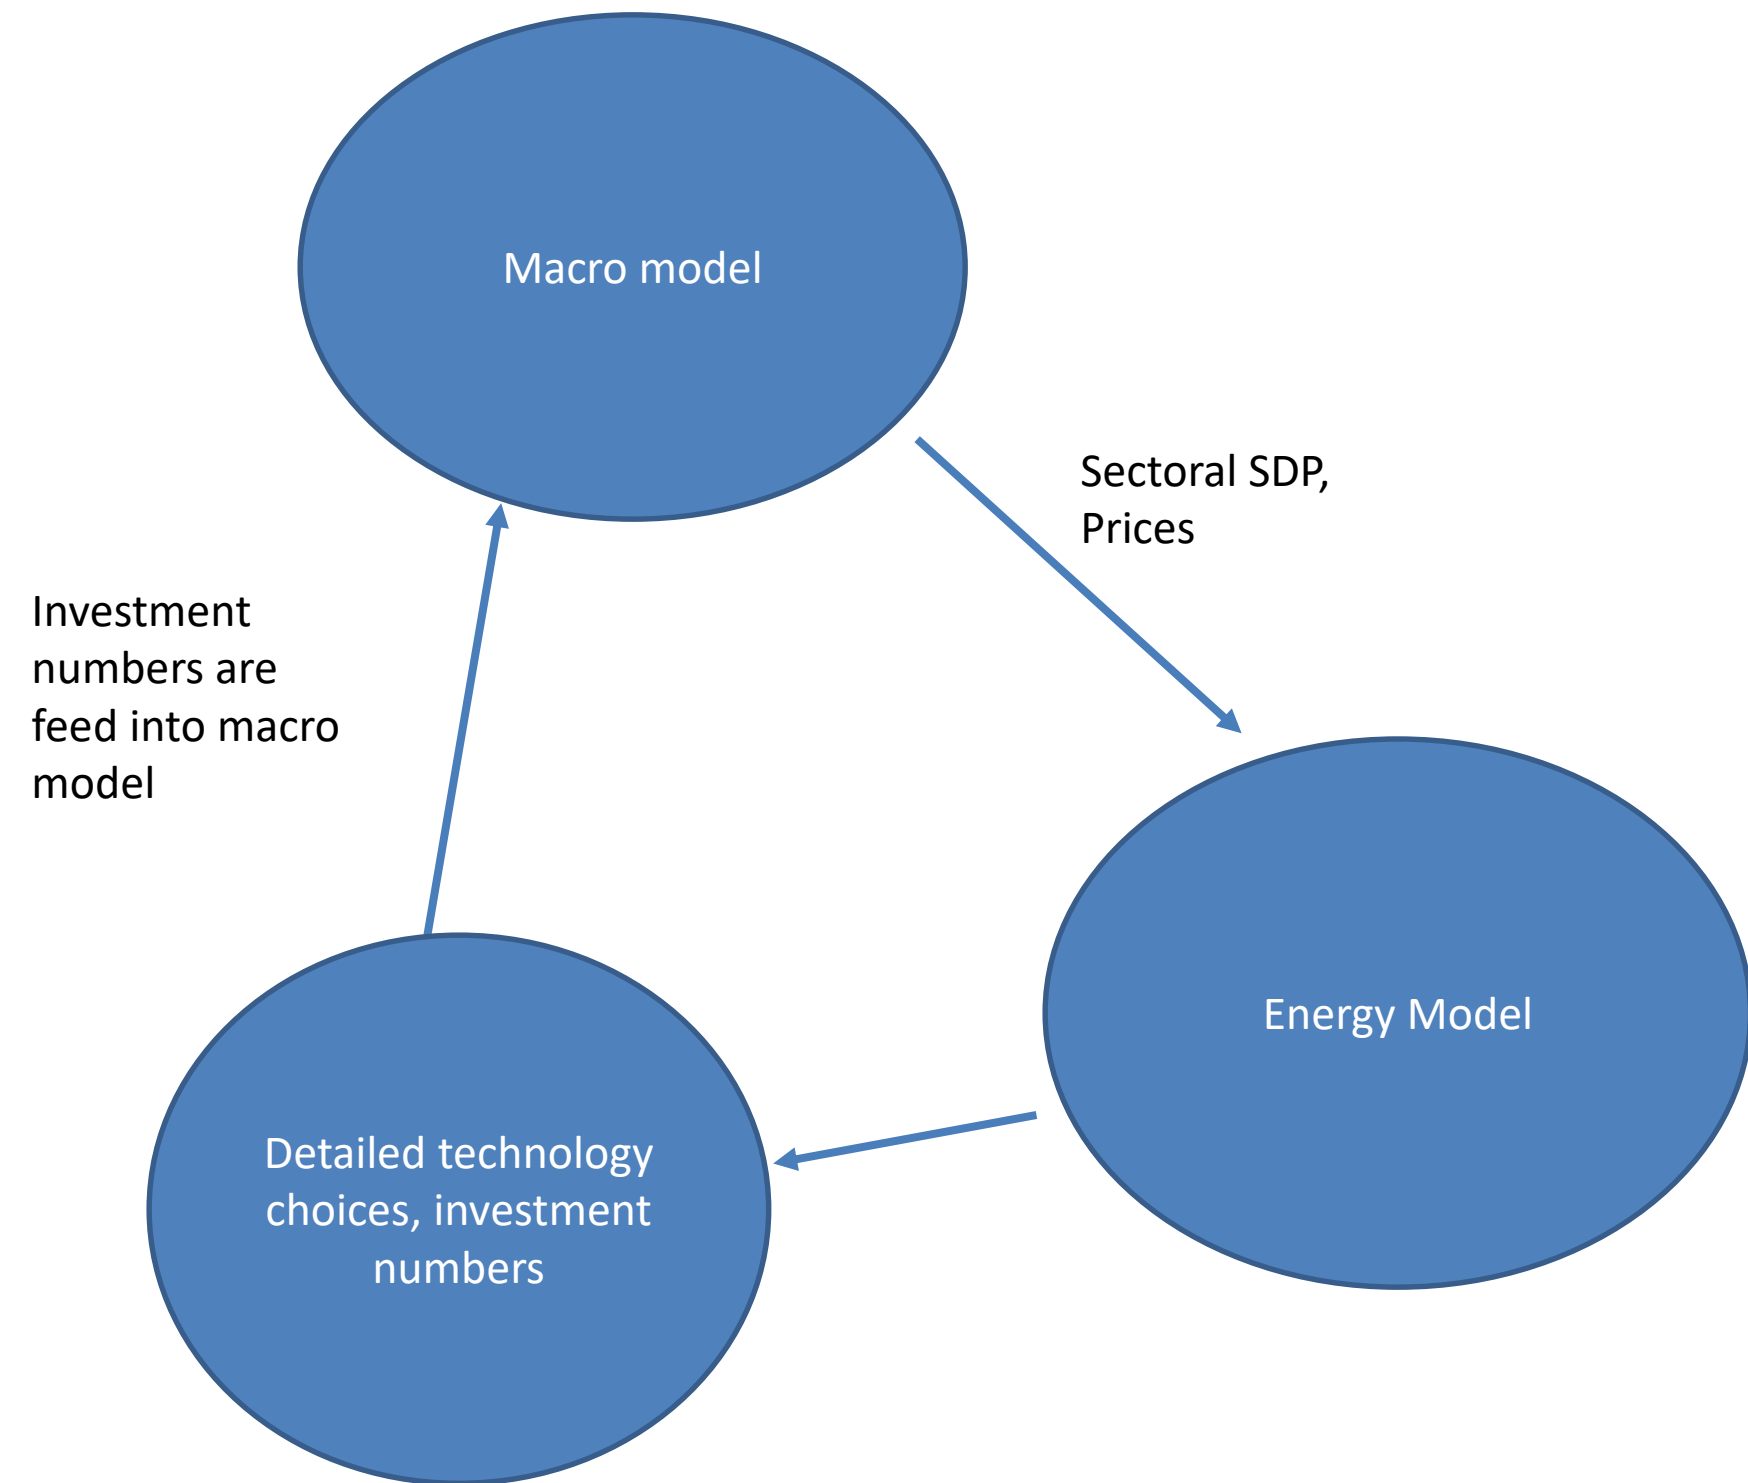 Macro model
Sectoral SDP,
Prices
Investment
numbers are
feed into macro
model
Energy Model
Detailed technology
choices, investment
numbers